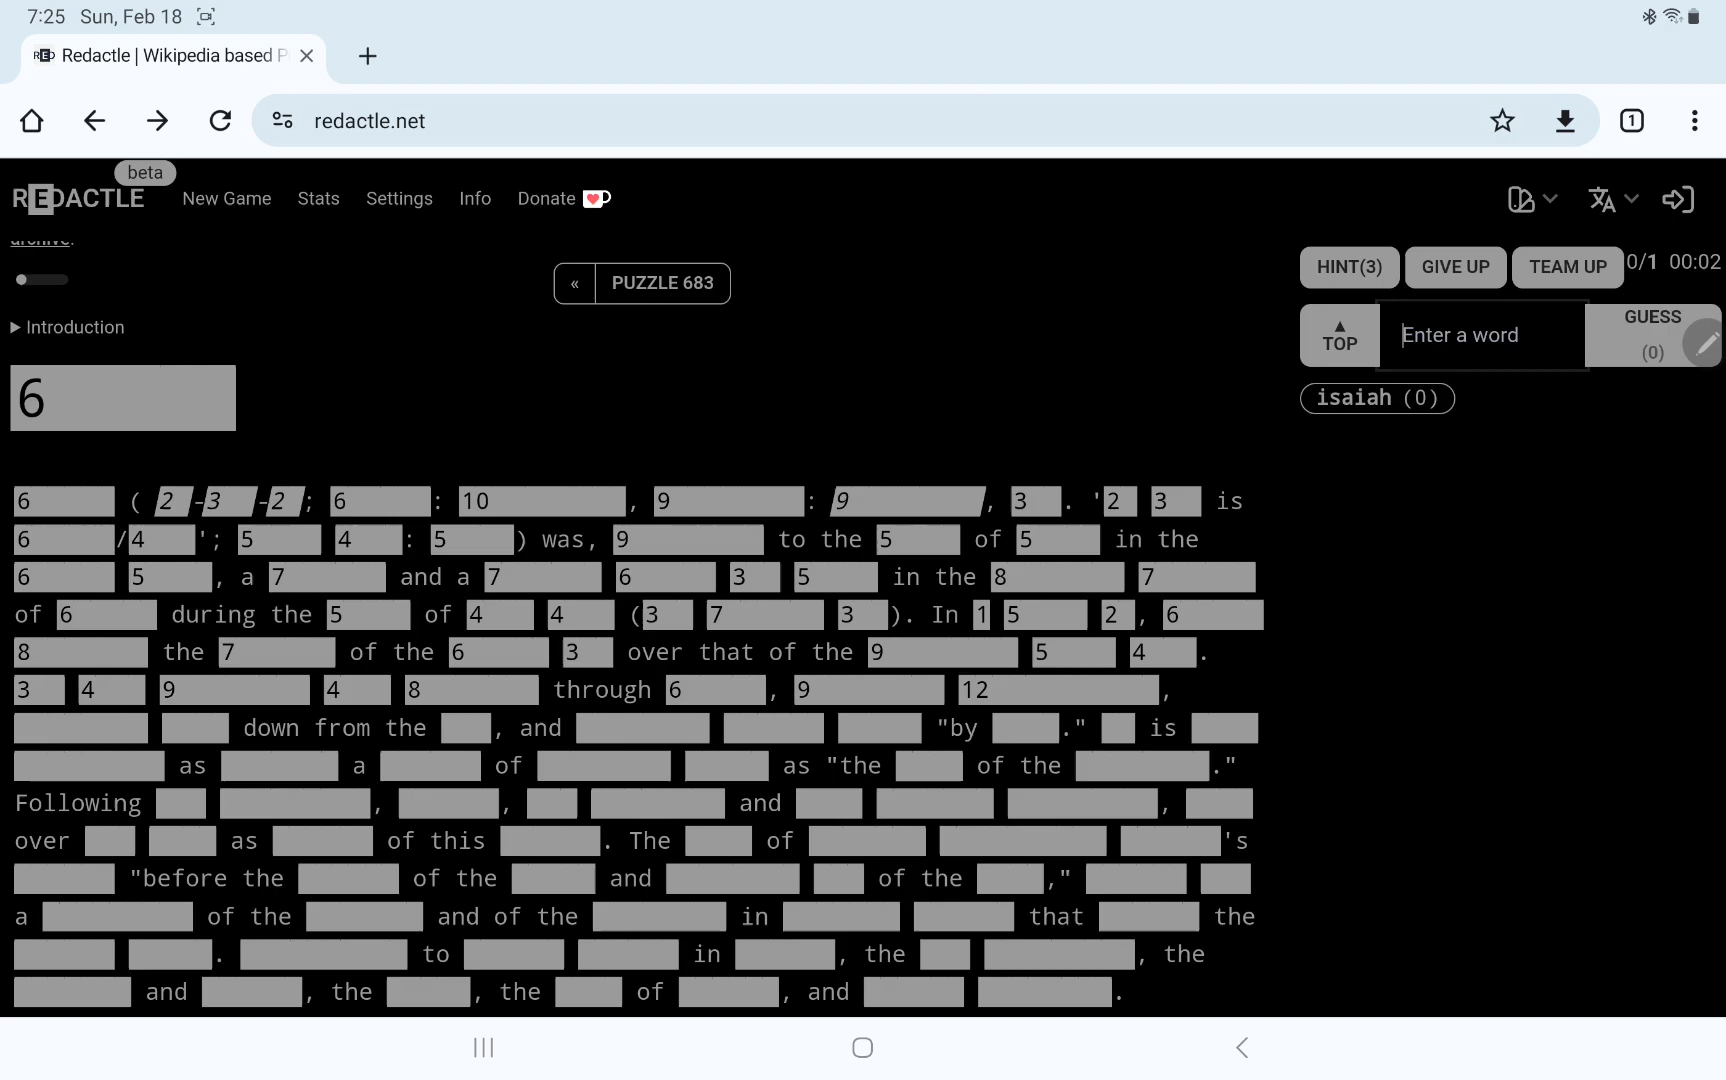 7:25 Sun, Feb 18
RED Redactle | Wikipedia based P
redactle.net
1
REDACTLE beta New Game Stats Settings Info Donate
archive.
« PUZZLE 683
HINT(3) GIVE UP TEAM UP 0/1 00:02
Introduction
TOP Enter a word GUESS (0)
isaiah (0)
6
6 ( 2-3-2; 6: 10, 9: 9, 3. '2 3 is
6/4'; 5 4: 5) was, 9 to the 5 of 5 in the
6 5, a 7 and a 7 6 3 5 in the 8 7
of 6 during the 5 of 4 4 (3 7 3). In 1 5 2, 6
8 the 7 of the 6 3 over that of the 9 5 4.
3 4 9 4 8 through 6, 9 12,
down from the , and "by ." is
as a of as "the of the ."
Following , , and ,
over as of this . The of 's
"before the of the and of the ,"
a of the and of the in that the
. to in , the , the
and , the , the of , and .